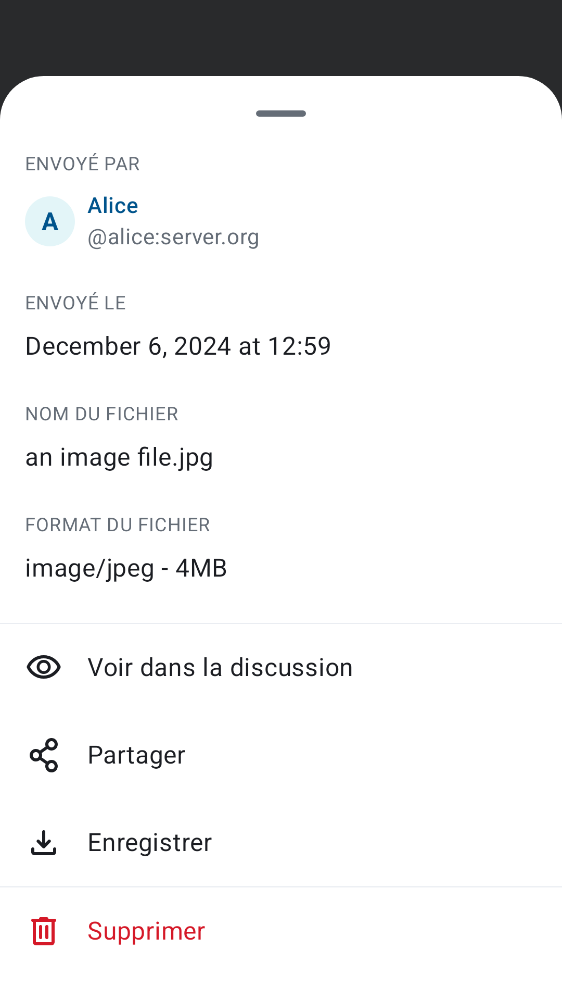 ENVOYÉ PAR
A
Alice
@alice:server.org
ENVOYÉ LE
December 6, 2024 at 12:59
NOM DU FICHIER
an image file.jpg
FORMAT DU FICHIER
image/jpeg - 4MB
Voir dans la discussion
Partager
Enregistrer
Supprimer